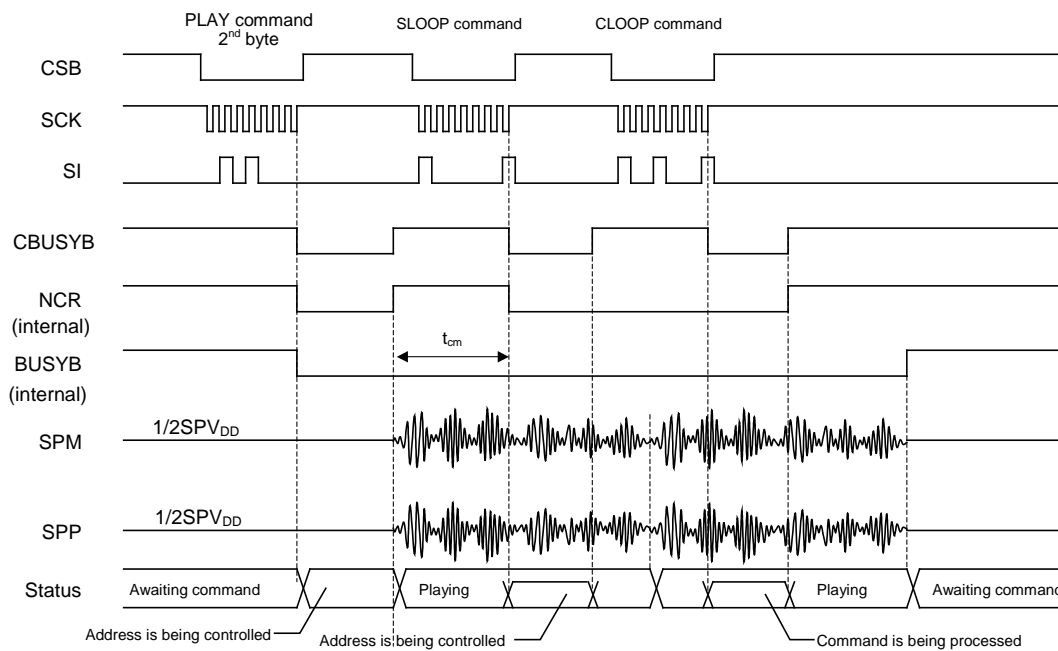 PLAY command
2nd byte
SLOOP command
CLOOP command
CSB
SCK
SI
CBUSYB
NCR
(internal)
tcm
BUSYB
(internal)
SPM
1/2SPVDD
SPP
1/2SPVDD
Status
Awaiting command
Playing
Playing
Awaiting command
Address is being controlled
Address is being controlled
Command is being processed